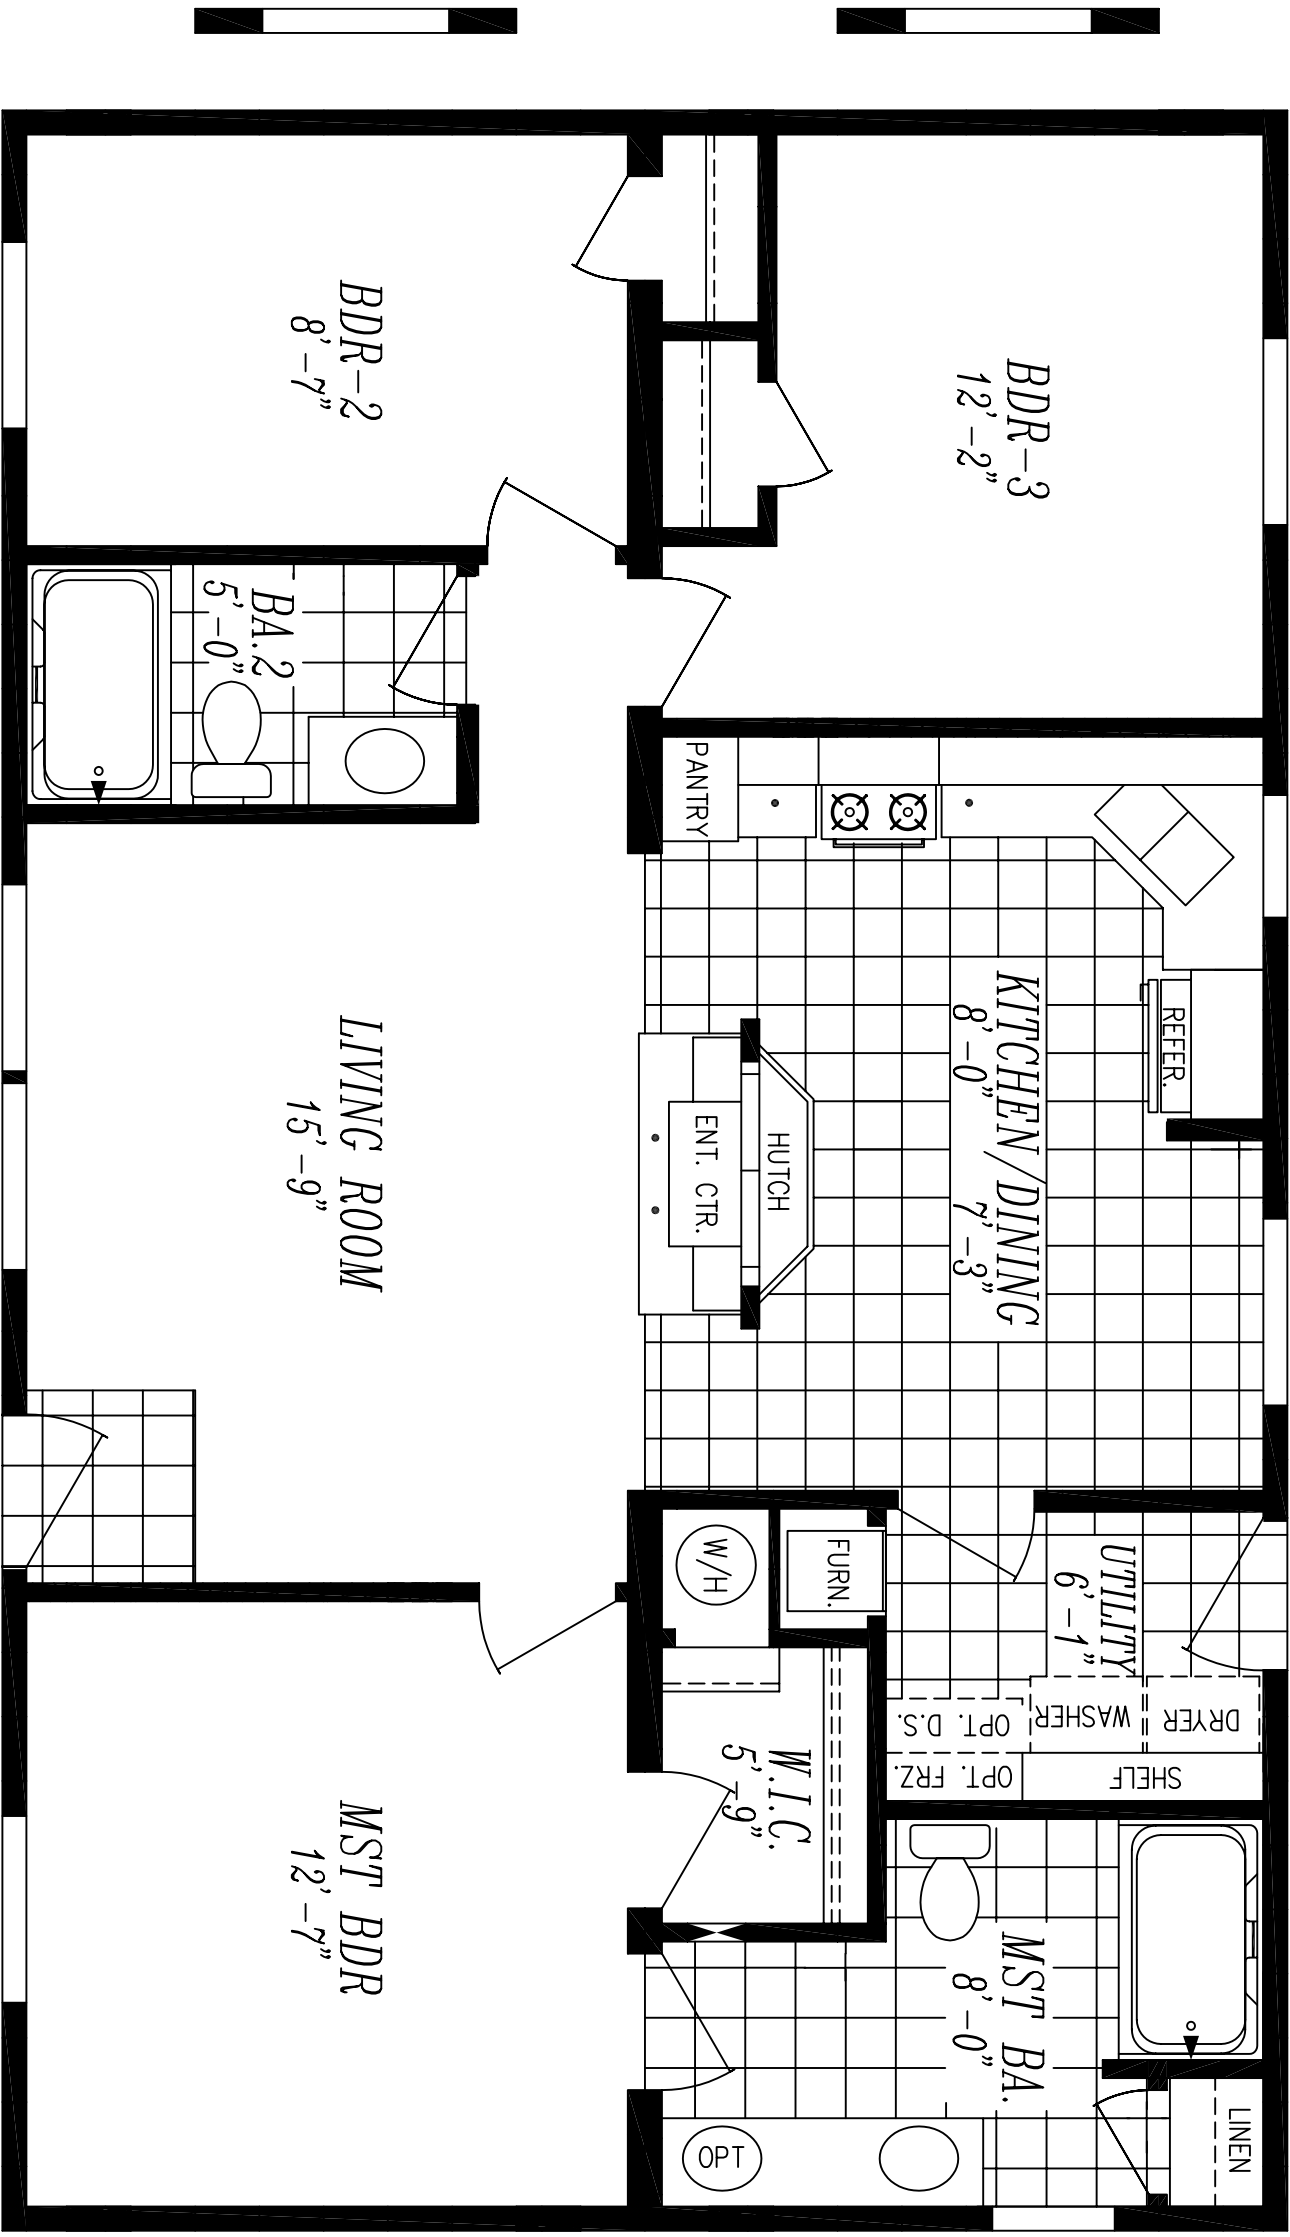 BDR-3
12'-2"
BDR-2
8'-7"
BA.2
5'-0"
PANTRY
KITCHEN/DINING
8'-0"
7'-3"
REFER.
HUTCH
ENT. CTR.
LIVING ROOM
15'-9"
UTILITY
6'-1"
FURN.
W/H
DRYER
WASHER
OPT. D.S.
SHELF
OPT. FRZ.
W.I.C.
5'-9"
MST BDR
12'-7"
MST BA.
8'-0"
LINEN
OPT